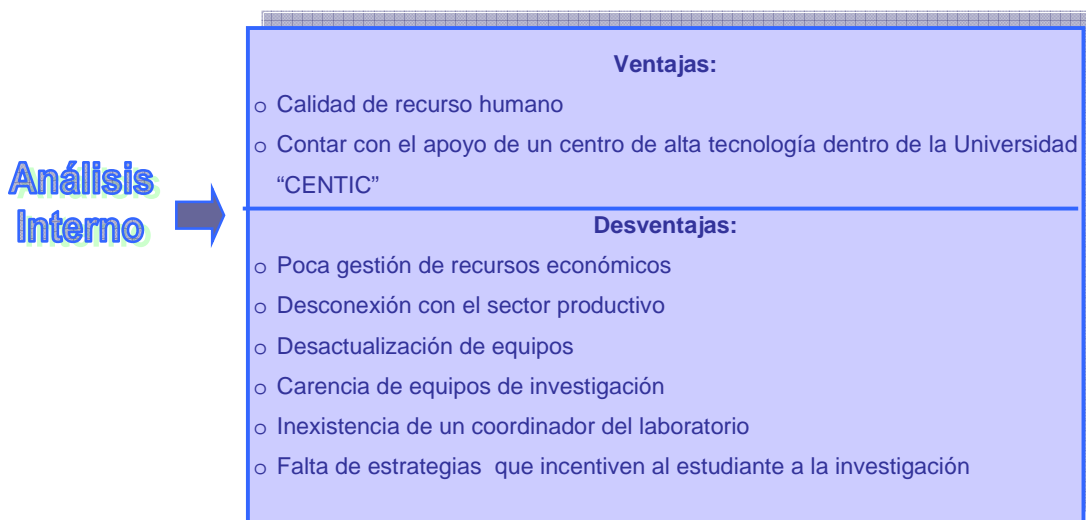 Análisis
Interno
Ventajas:
o Calidad de recurso humano
o Contar con el apoyo de un centro de alta tecnología dentro de la Universidad
“CENTIC”
Desventajas:
o Poca gestión de recursos económicos
o Desconexión con el sector productivo
o Desactualización de equipos
o Carencia de equipos de investigación
o Inexistencia de un coordinador del laboratorio
o Falta de estrategias  que incentiven al estudiante a la investigación